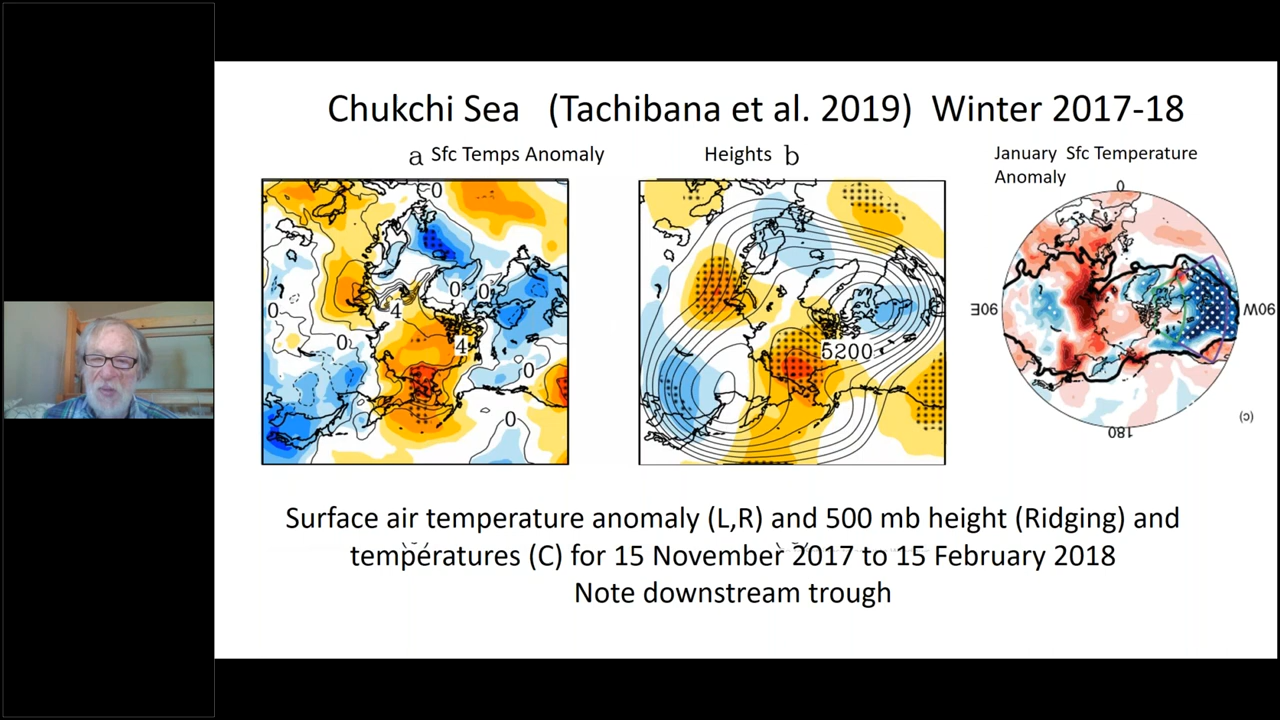 Chukchi Sea (Tachibana et al. 2019) Winter 2017-18
a Sfc Temps Anomaly
Heights b
January Sfc Temperature
Anomaly
0
0
0
0
0
4
4
0
0
0
5200
0
90E
90W
180
(c)
Surface air temperature anomaly (L,R) and 500 mb height (Ridging) and
temperatures (C) for 15 November 2017 to 15 February 2018
Note downstream trough